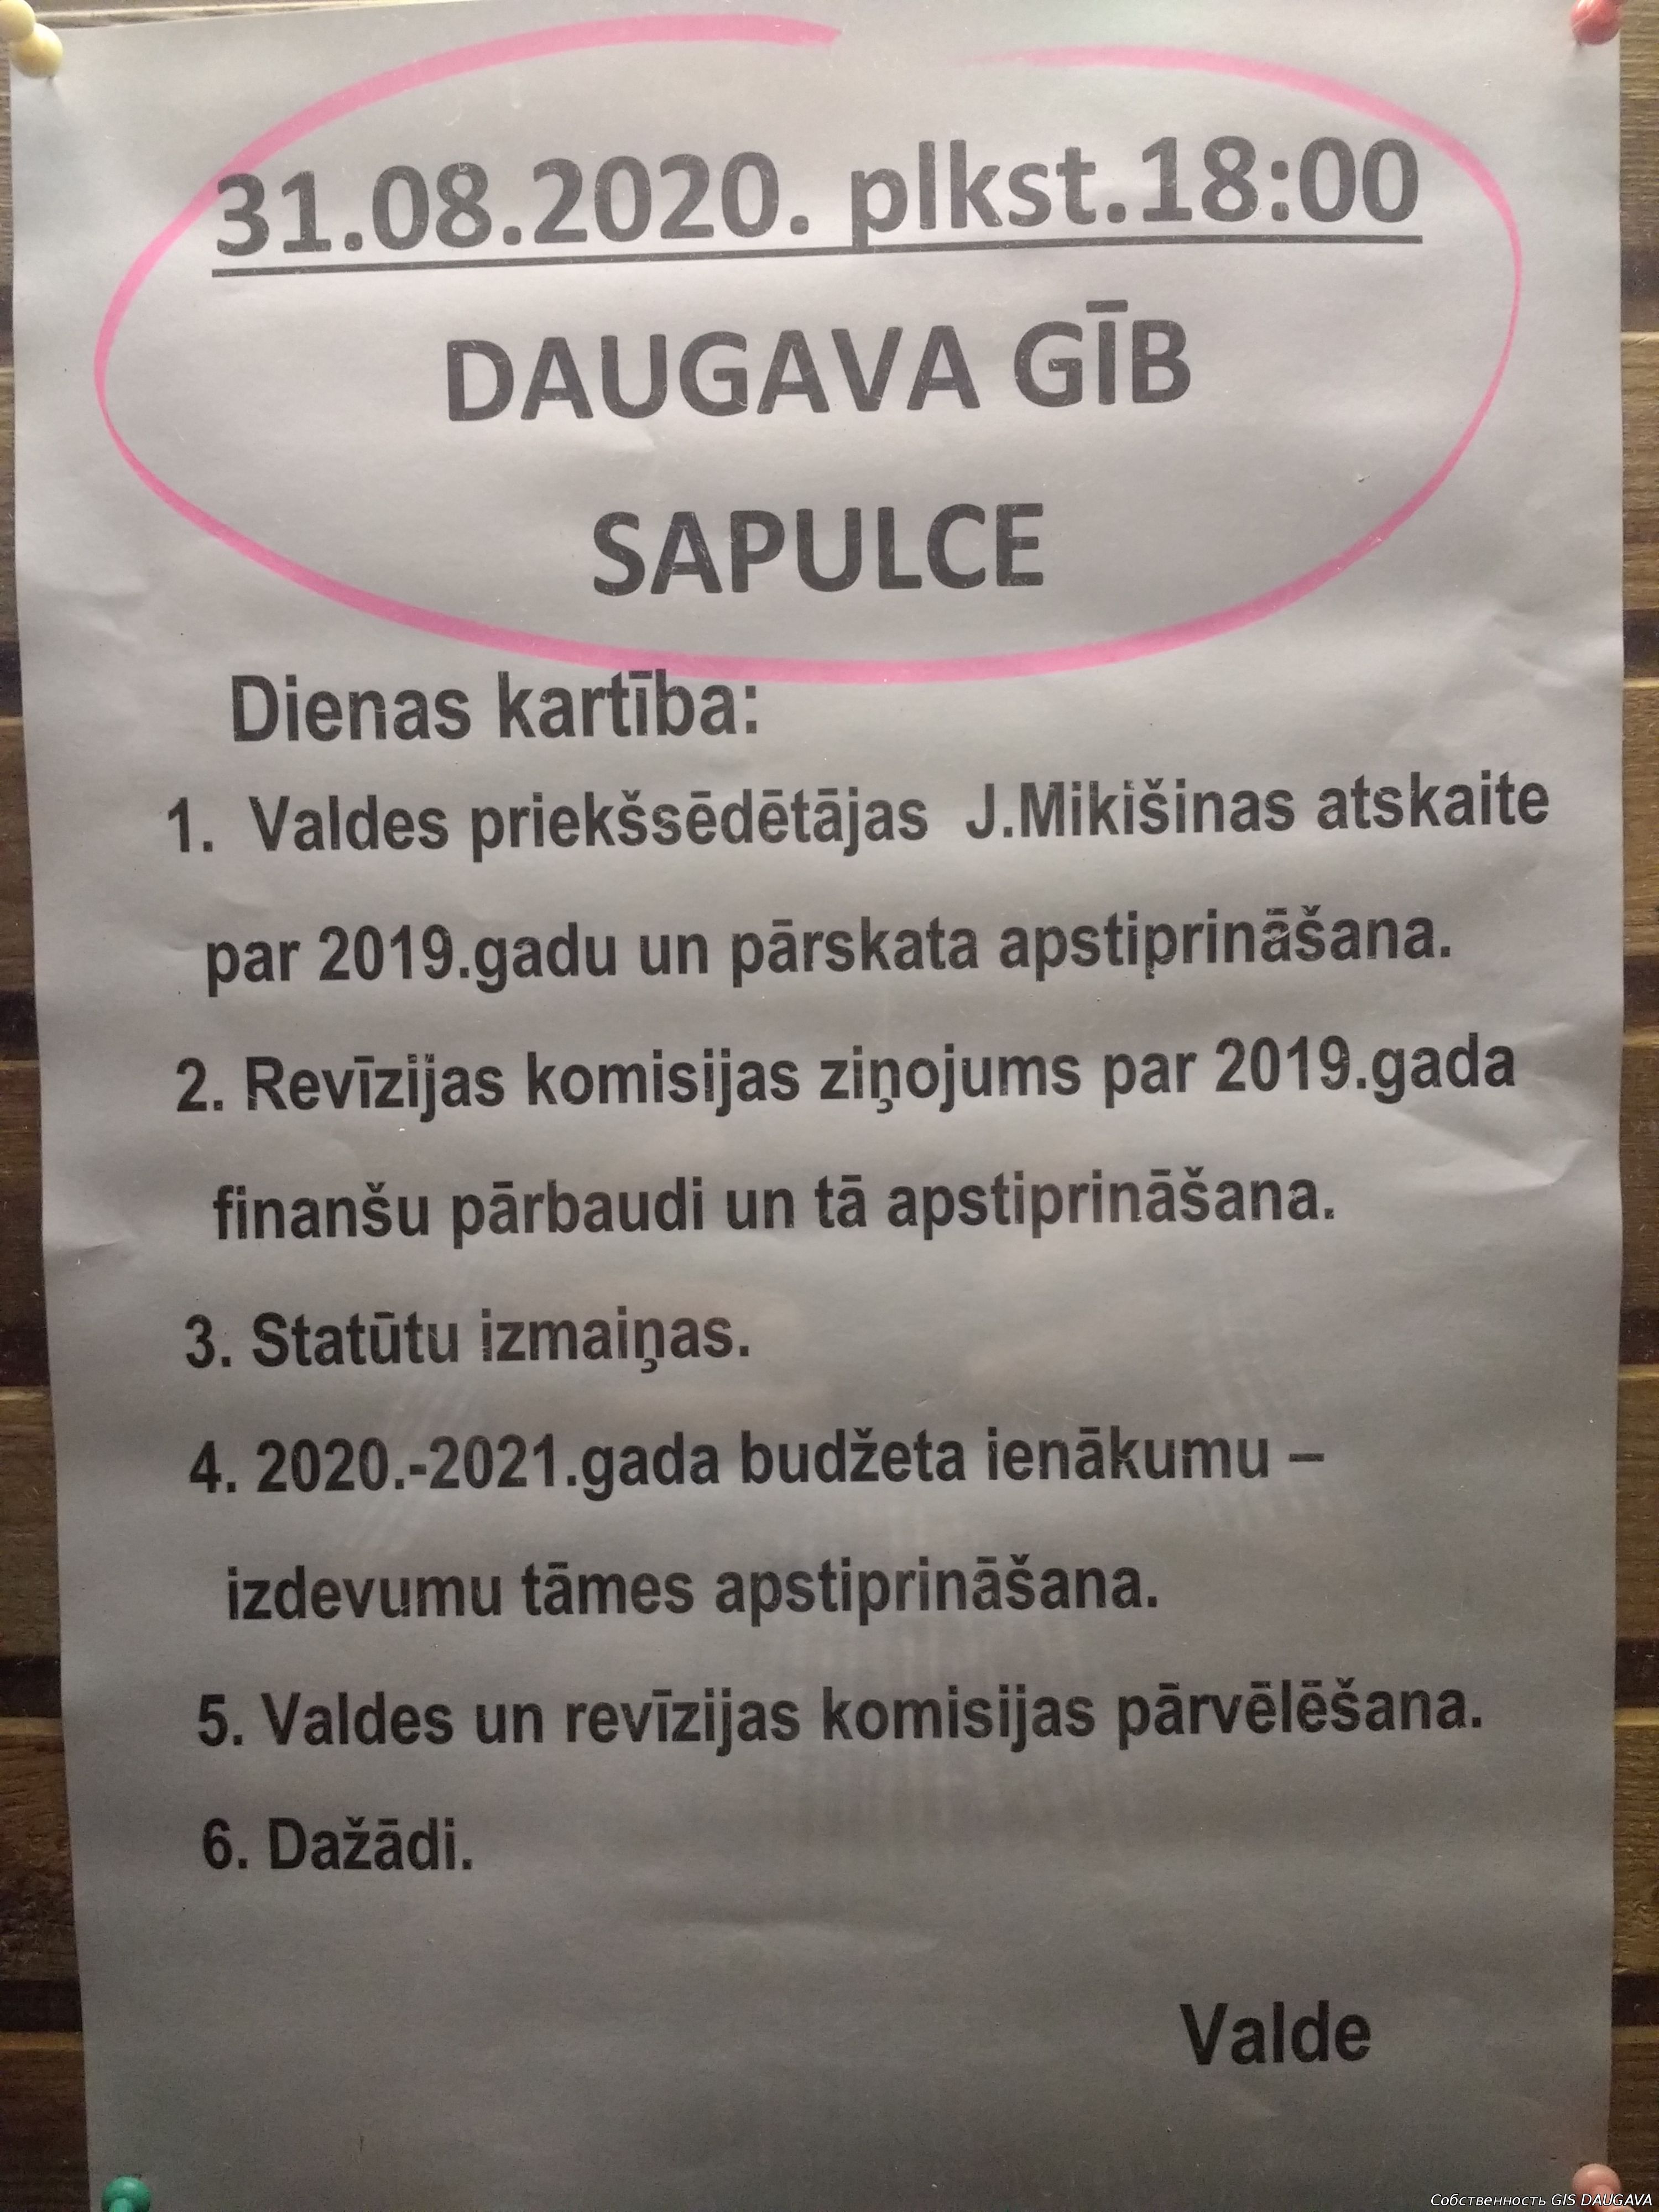 31.08.2020. plkst.18:00
DAUGAVA GĪB
SAPULCE
Dienas kartība:
1. Valdes priekšsēdētājas J.Mikišinas atskaite
par 2019.gadu un pārskata apstiprināšana.
2. Revīzijas komisijas ziņojums par 2019.gada
finanšu pārbaudi un tā apstiprināšana.
3. Statūtu izmaiņas.
4. 2020.-2021.gada budžeta ienākumu –
izdevumu tāmes apstiprināšana.
5. Valdes un revīzijas komisijas pārvēlēšana.
6. Dažādi.
Valde
Собственность GIS DAUGAVA